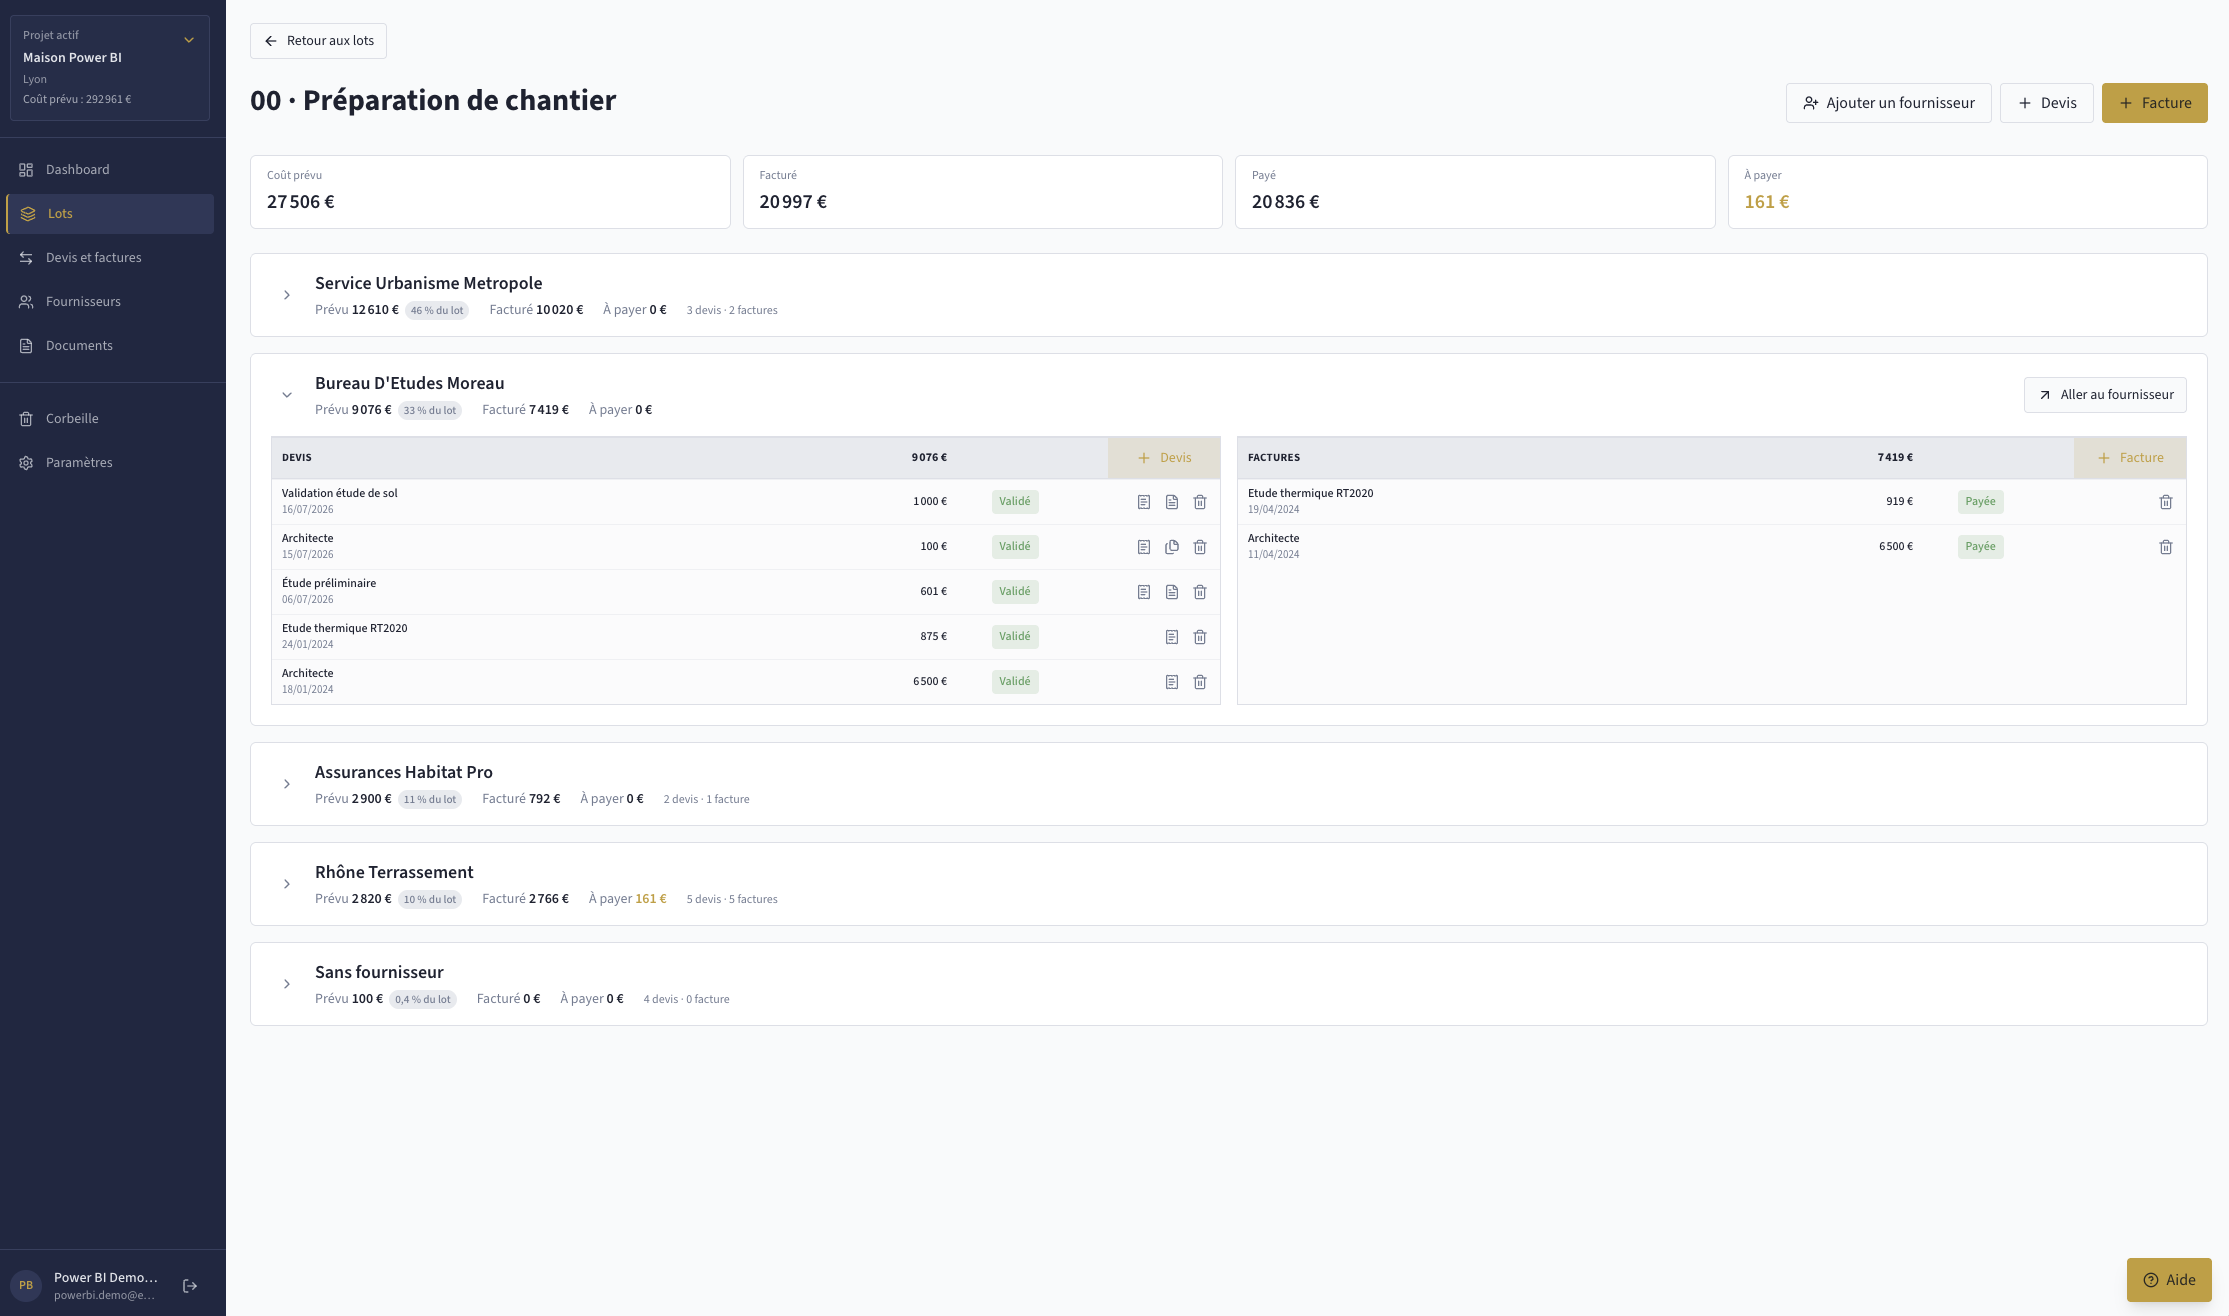 Projet actif
Maison Power BI
Lyon
Coût prévu : 292 961 €
Dashboard
Lots
Devis et factures
Fournisseurs
Documents
Corbeille
Paramètres
PB
Power BI Demo…
powerbi.demo@e…
Retour aux lots
00 · Préparation de chantier
Ajouter un fournisseur
Devis
Facture
Coût prévu
27 506 €
Facturé
20 997 €
Payé
20 836 €
À payer
161 €
Service Urbanisme Metropole
Prévu 12 610 € 46 % du lot Facturé 10 020 € À payer 0 € 3 devis · 2 factures
Bureau D'Etudes Moreau
Prévu 9 076 € 33 % du lot Facturé 7 419 € À payer 0 €
Aller au fournisseur
DEVIS 9 076 € Devis
Validation étude de sol
16/07/2026
1 000 € Validé
Architecte
15/07/2026
100 € Validé
Étude préliminaire
06/07/2026
601 € Validé
Etude thermique RT2020
24/01/2024
875 € Validé
Architecte
18/01/2024
6 500 € Validé
FACTURES 7 419 € Facture
Etude thermique RT2020
19/04/2024
919 € Payée
Architecte
11/04/2024
6 500 € Payée
Assurances Habitat Pro
Prévu 2 900 € 11 % du lot Facturé 792 € À payer 0 € 2 devis · 1 facture
Rhône Terrassement
Prévu 2 820 € 10 % du lot Facturé 2 766 € À payer 161 € 5 devis · 5 factures
Sans fournisseur
Prévu 100 € 0,4 % du lot Facturé 0 € À payer 0 € 4 devis · 0 facture
Aide